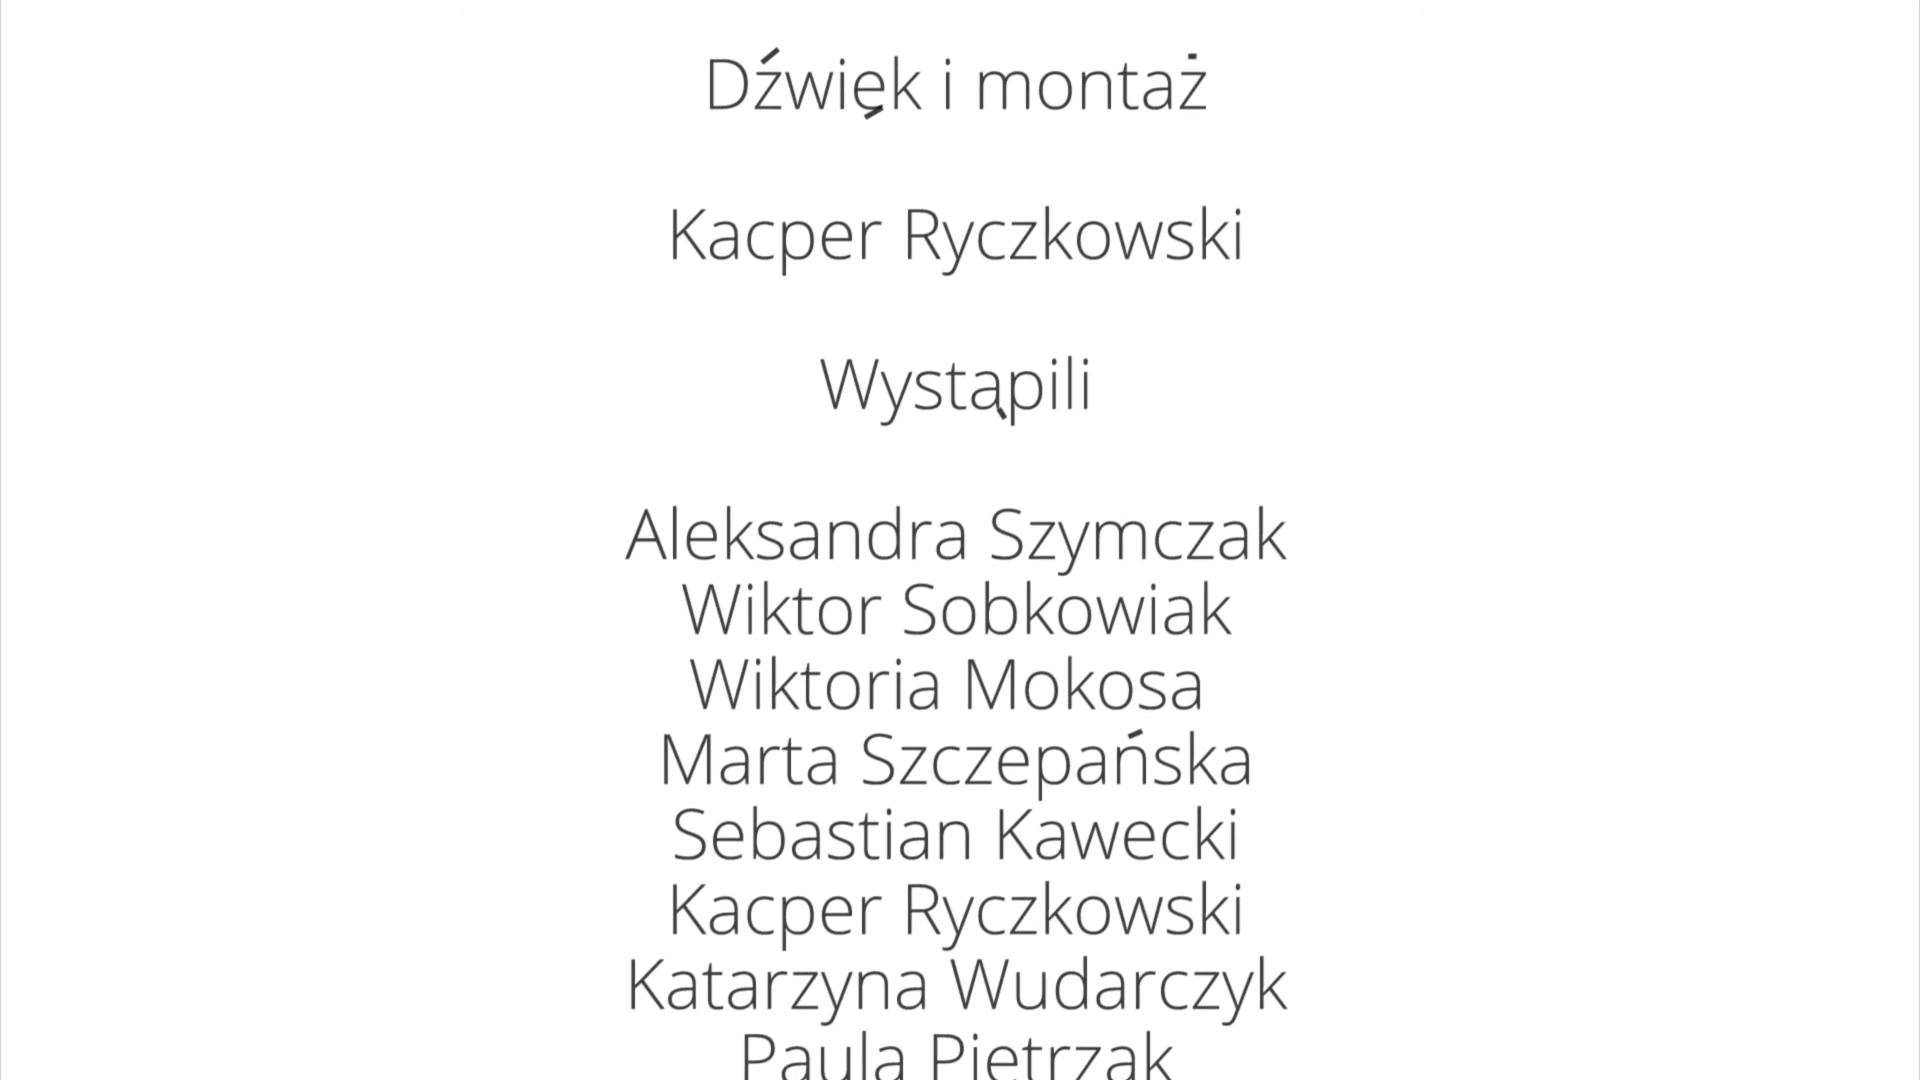 Dźwięk i montaż
Kacper Ryczkowski
Wystąpili
Aleksandra Szymczak
Wiktor Sobkowiak
Wiktoria Mokosa
Marta Szczepańska
Sebastian Kawecki
Kacper Ryczkowski
Katarzyna Wudarczyk
Paula Pietrzak